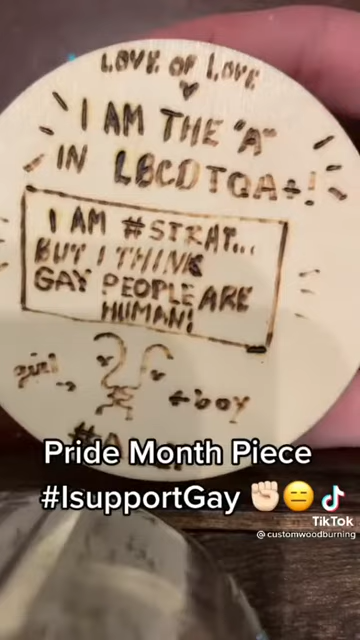 LOVE OF LOVE
I AM THE "A"
IN LBCDTQA+!
I AM #STRAT...
BUT I THINK
GAY PEOPLE ARE
HUMAN!
girl
boy
Pride Month Piece
#IsupportGay ✊🏻😑
TikTok
@customwoodburning